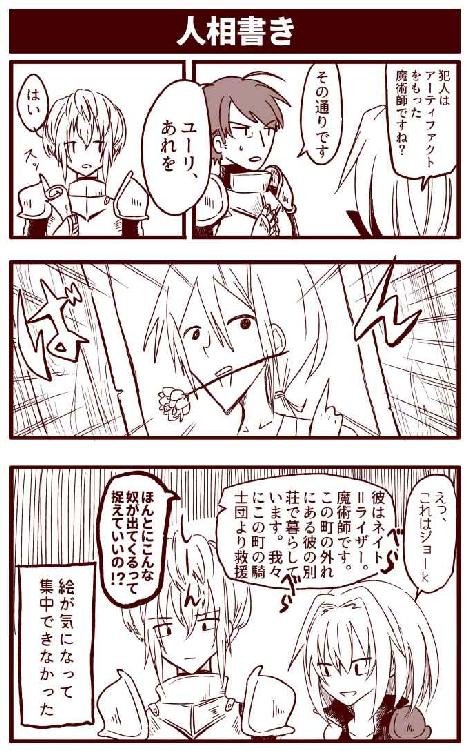 人相書き
犯人は
アーティファクト
をもった
魔術師ですね?
その通りです
ユーリ、
あれを
はい
スッ
ばぁーん
えっ、
これはジョーk
彼はネイト
=ライザー。
魔術師です。
この町の外れ
にある彼の別
荘で暮らして
います。我々
にこの町の騎
士団より救援
べらべら
ほんとにこんな
奴が出てくるって
捉えていいの!?
ん
絵が気になって
集中できなかった